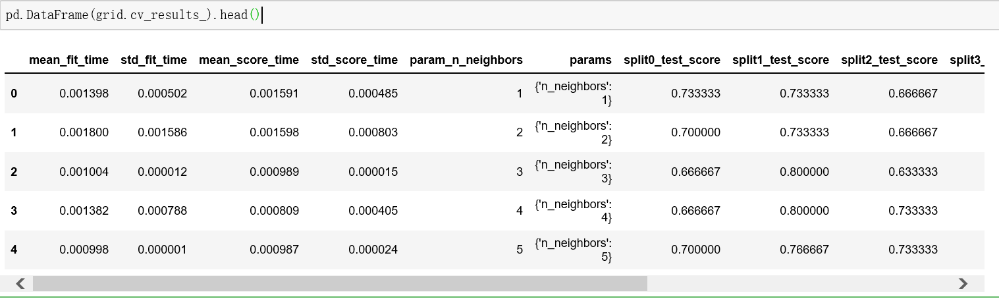 pd.DataFrame(grid.cv_results_).head()
mean_fit_time std_fit_time mean_score_time std_score_time param_n_neighbors params split0_test_score split1_test_score split2_test_score split3_
0 0.001398 0.000502 0.001591 0.000485 1 {'n_neighbors': 1} 0.733333 0.733333 0.666667
1 0.001800 0.001586 0.001598 0.000803 2 {'n_neighbors': 2} 0.700000 0.733333 0.666667
2 0.001004 0.000012 0.000989 0.000015 3 {'n_neighbors': 3} 0.666667 0.800000 0.633333
3 0.001382 0.000788 0.000809 0.000405 4 {'n_neighbors': 4} 0.666667 0.800000 0.733333
4 0.000998 0.000001 0.000987 0.000024 5 {'n_neighbors': 5} 0.700000 0.766667 0.733333